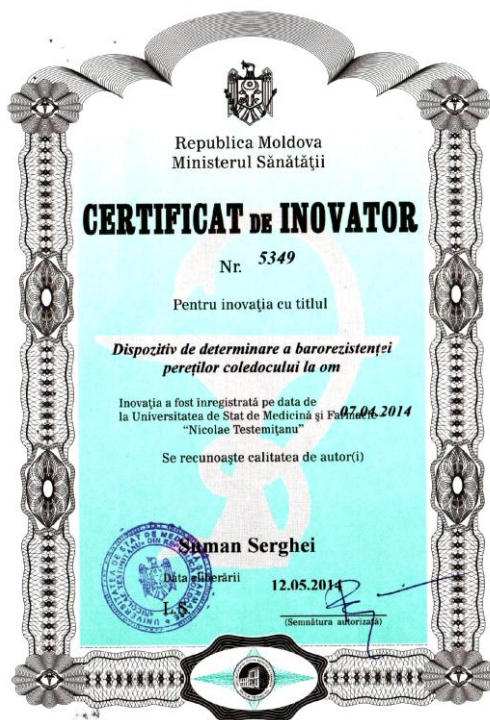 Republica Moldova
Ministerul Sănătăţii
CERTIFICAT DE INOVATOR
Nr. 5349
Pentru inovaţia cu titlul
Dispozitiv de determinare a barorezistenţei
pereţilor coledocului la om
Inovaţia a fost înregistrată pe data de
la Universitatea de Stat de Medicină şi Farmacie 07.04.2014
"Nicolae Testemiţanu"
Se recunoaşte calitatea de autor(i)
Suman Serghei
Data eliberării 12.05.2014
L.Ş.
(Semnătura autorizată)